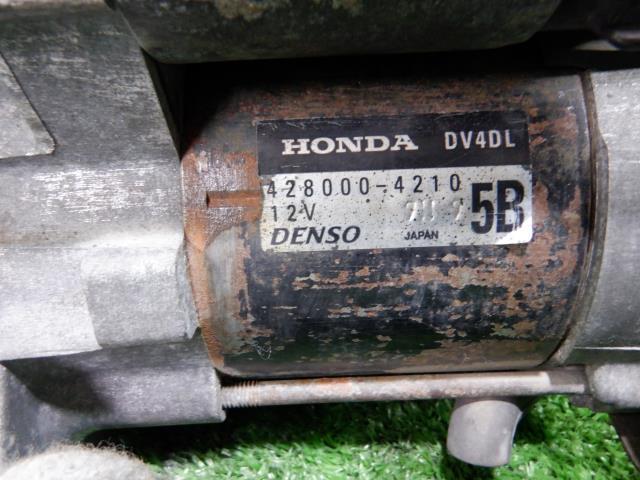 HONDA DV4DL
428000-4210
12V 5B
DENSO JAPAN